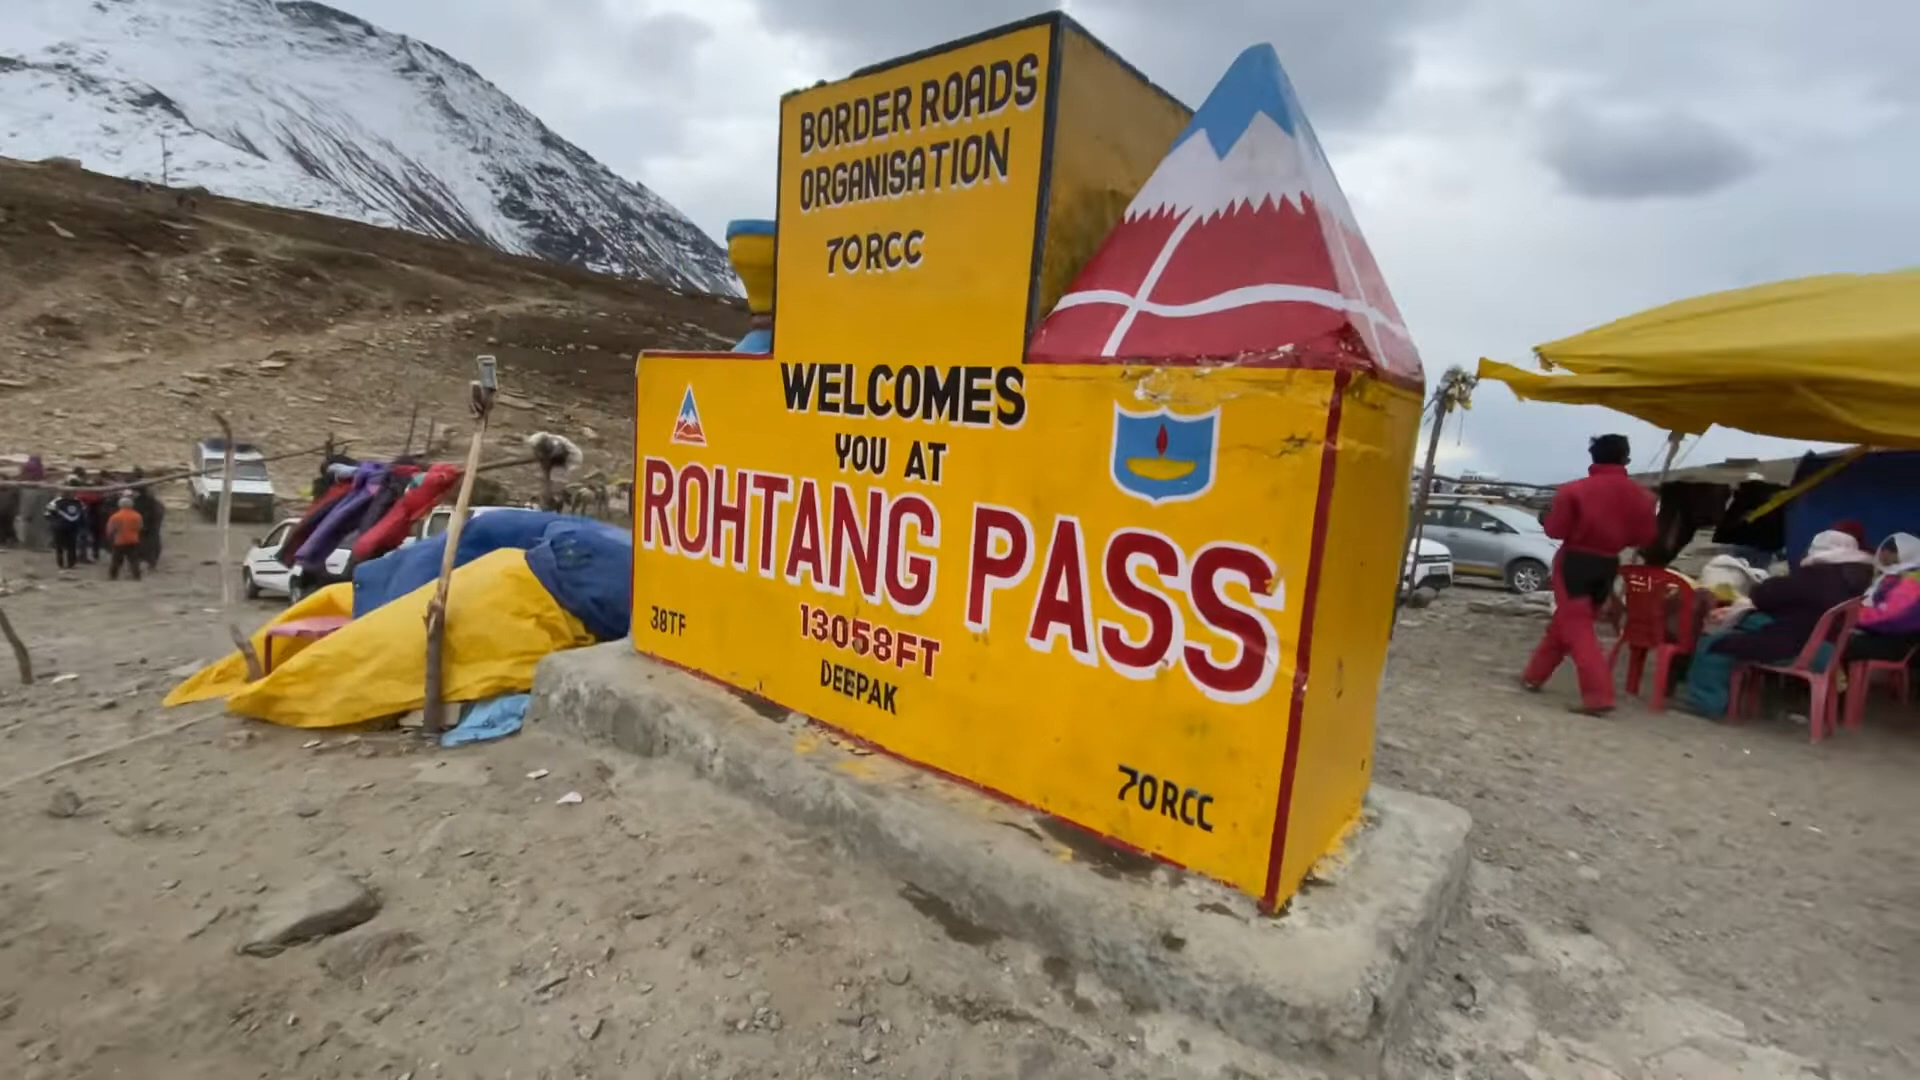 BORDER ROADS
ORGANISATION
70RCC
WELCOMES
YOU AT
ROHTANG PASS
38TF
13058FT
DEEPAK
70RCC